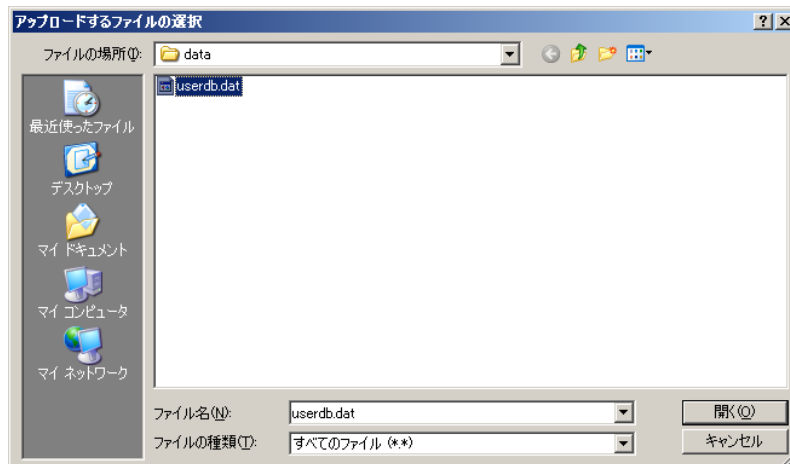 アップロードするファイルの選択
ファイルの場所(I):
data
userdb.dat
最近使ったファイル
デスクトップ
マイ ドキュメント
マイ コンピュータ
マイ ネットワーク
ファイル名(N):
userdb.dat
開く(O)
ファイルの種類(T):
すべてのファイル (*.*)
キャンセル